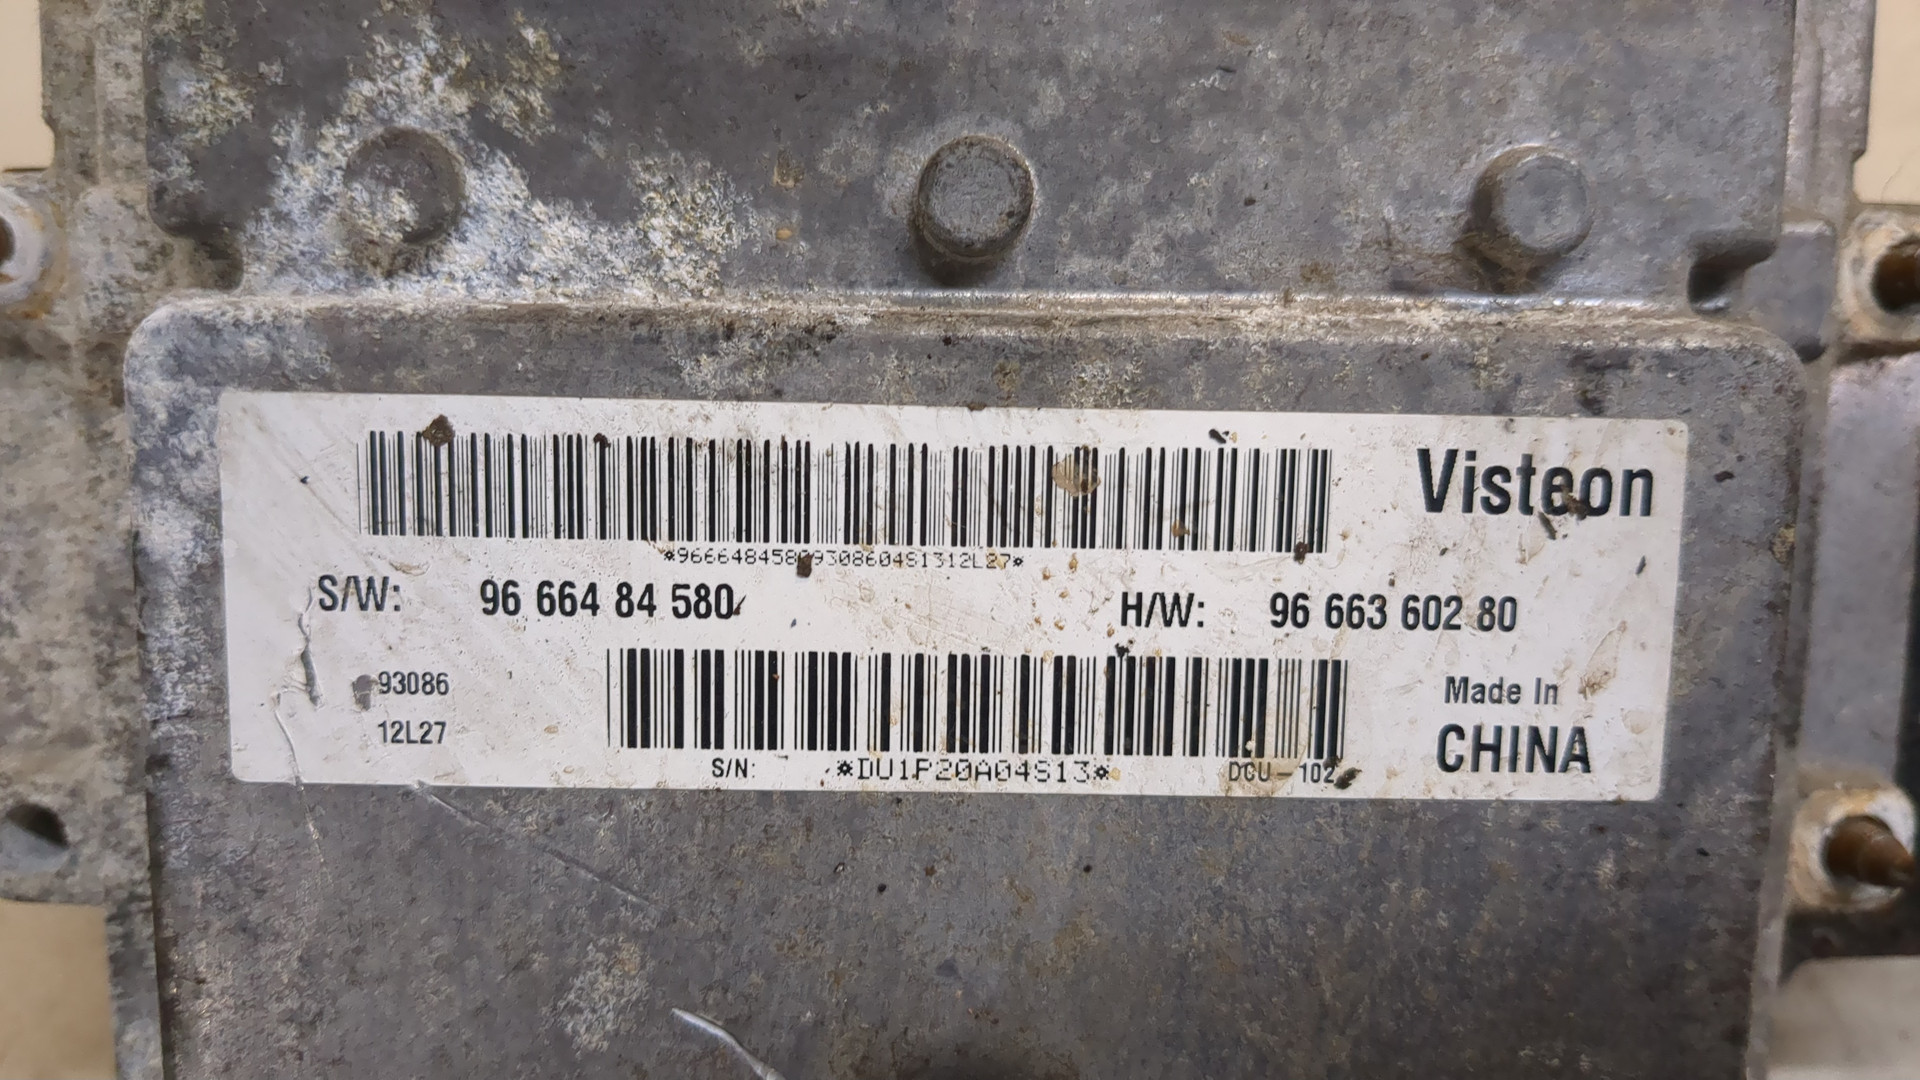 Visteon
*96664845809308604S1312L27*
S/W: 96 664 84 580
H/W: 96 663 602 80
93086
12L27
Made In
CHINA
S/N: *DU1P20A04S13*
DCU-102